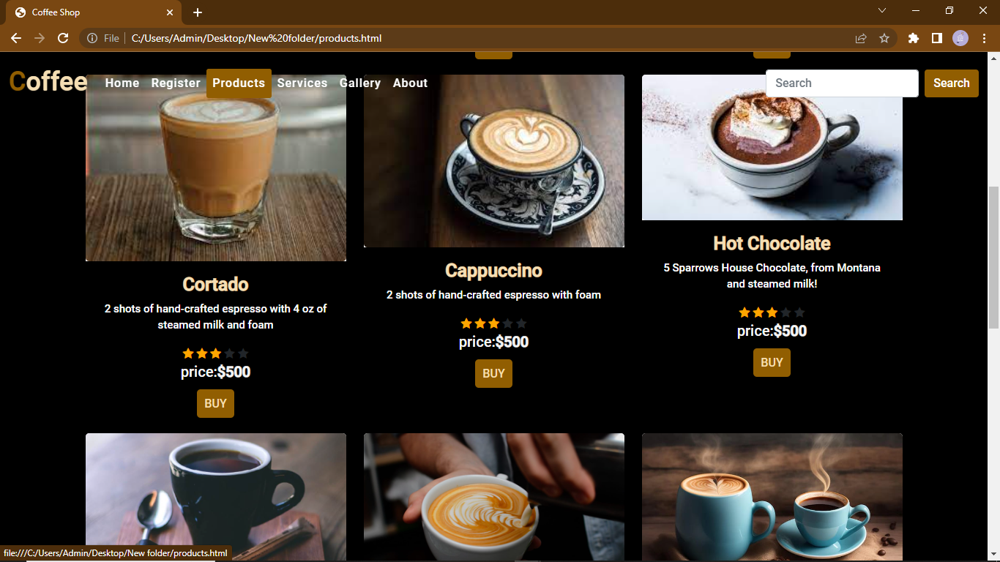 Coffee Shop
File
C:/Users/Admin/Desktop/New%20folder/products.html
Coffee Home Register Products Services Gallery About Search Search
Cortado
2 shots of hand-crafted espresso with 4 oz of
steamed milk and foam
price:$500
BUY
Cappuccino
2 shots of hand-crafted espresso with foam
price:$500
BUY
Hot Chocolate
5 Sparrows House Chocolate, from Montana
and steamed milk!
price:$500
BUY
file:///C:/Users/Admin/Desktop/New folder/products.html